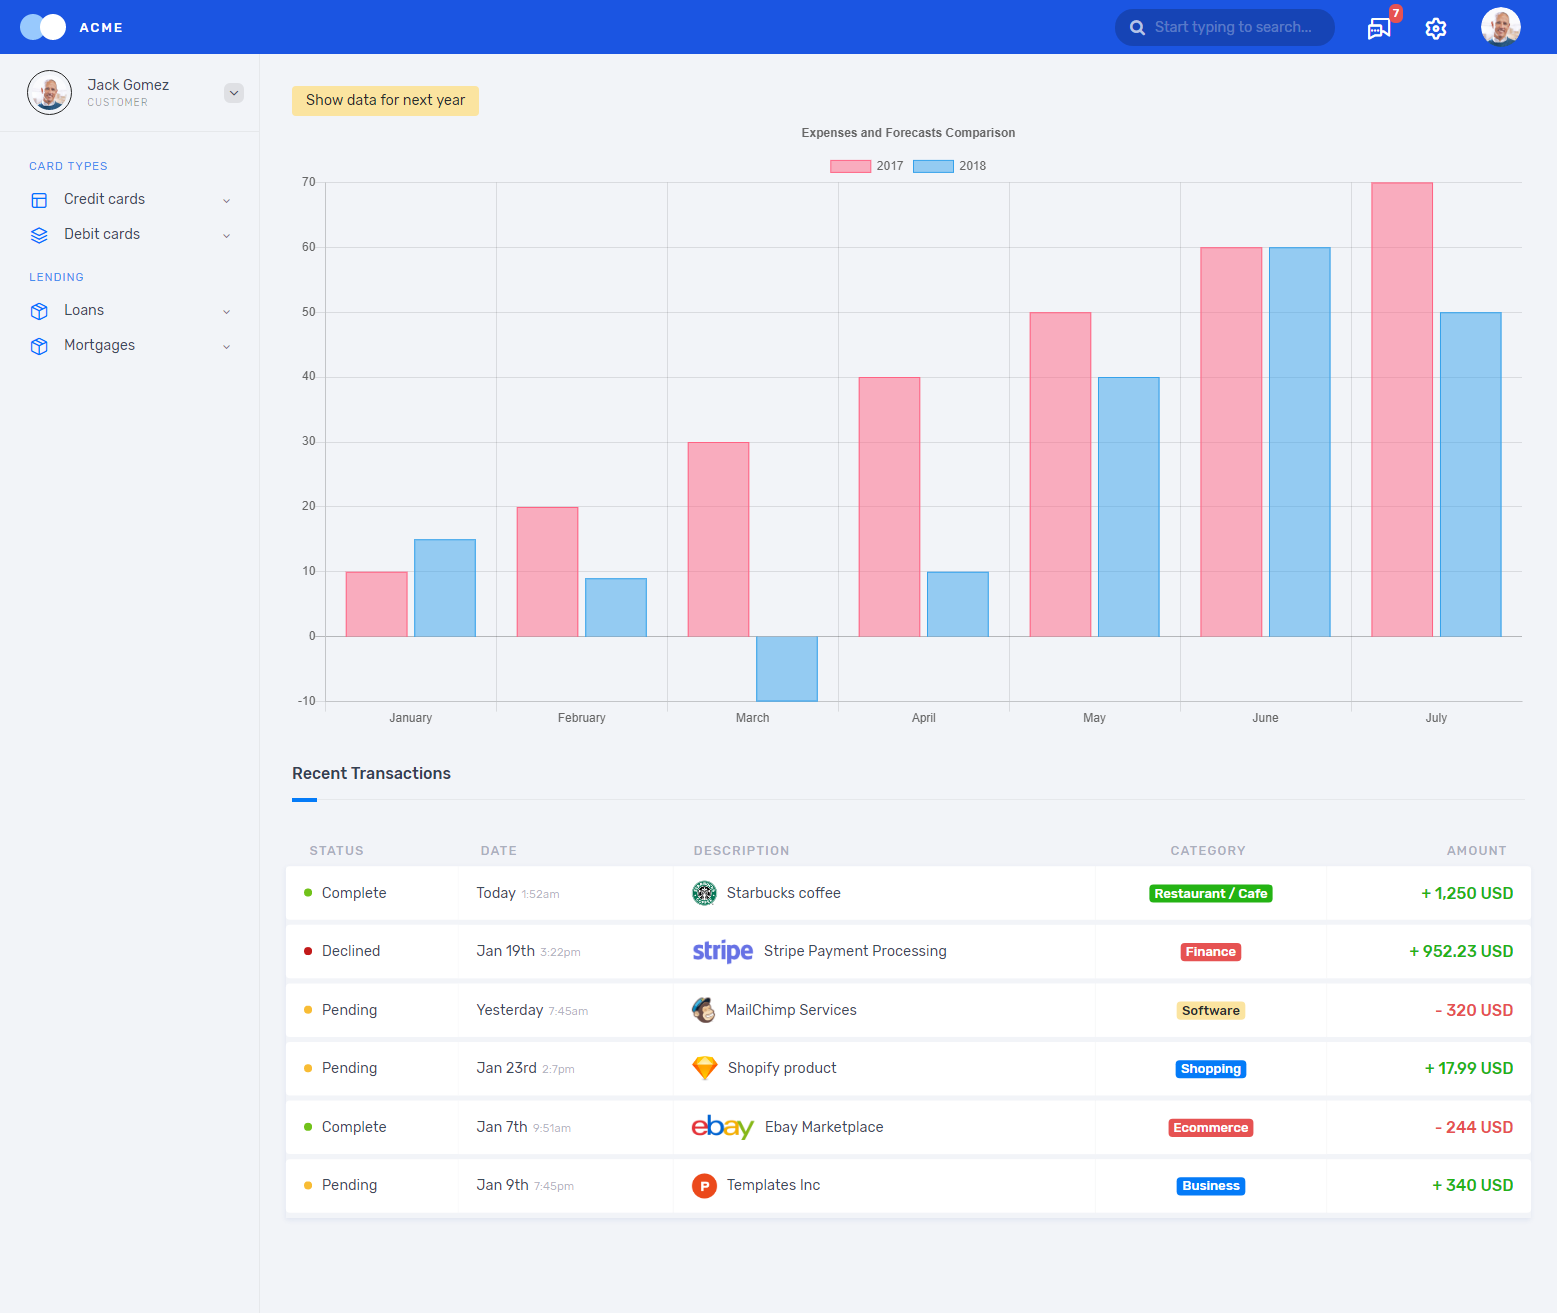 ACME
Start typing to search...
7
Jack Gomez
CUSTOMER
CARD TYPES
Credit cards
Debit cards
LENDING
Loans
Mortgages
Show data for next year
Expenses and Forecasts Comparison
2017 2018
70
60
50
40
30
20
10
0
-10
January February March April May June July
Recent Transactions
STATUS DATE DESCRIPTION CATEGORY AMOUNT
Complete Today 1:52am Starbucks coffee Restaurant / Cafe + 1,250 USD
Declined Jan 19th 3:22pm stripe Stripe Payment Processing Finance + 952.23 USD
Pending Yesterday 7:45am MailChimp Services Software - 320 USD
Pending Jan 23rd 2:7pm Shopify product Shopping + 17.99 USD
Complete Jan 7th 9:51am ebay Ebay Marketplace Ecommerce - 244 USD
Pending Jan 9th 7:45pm P Templates Inc Business + 340 USD